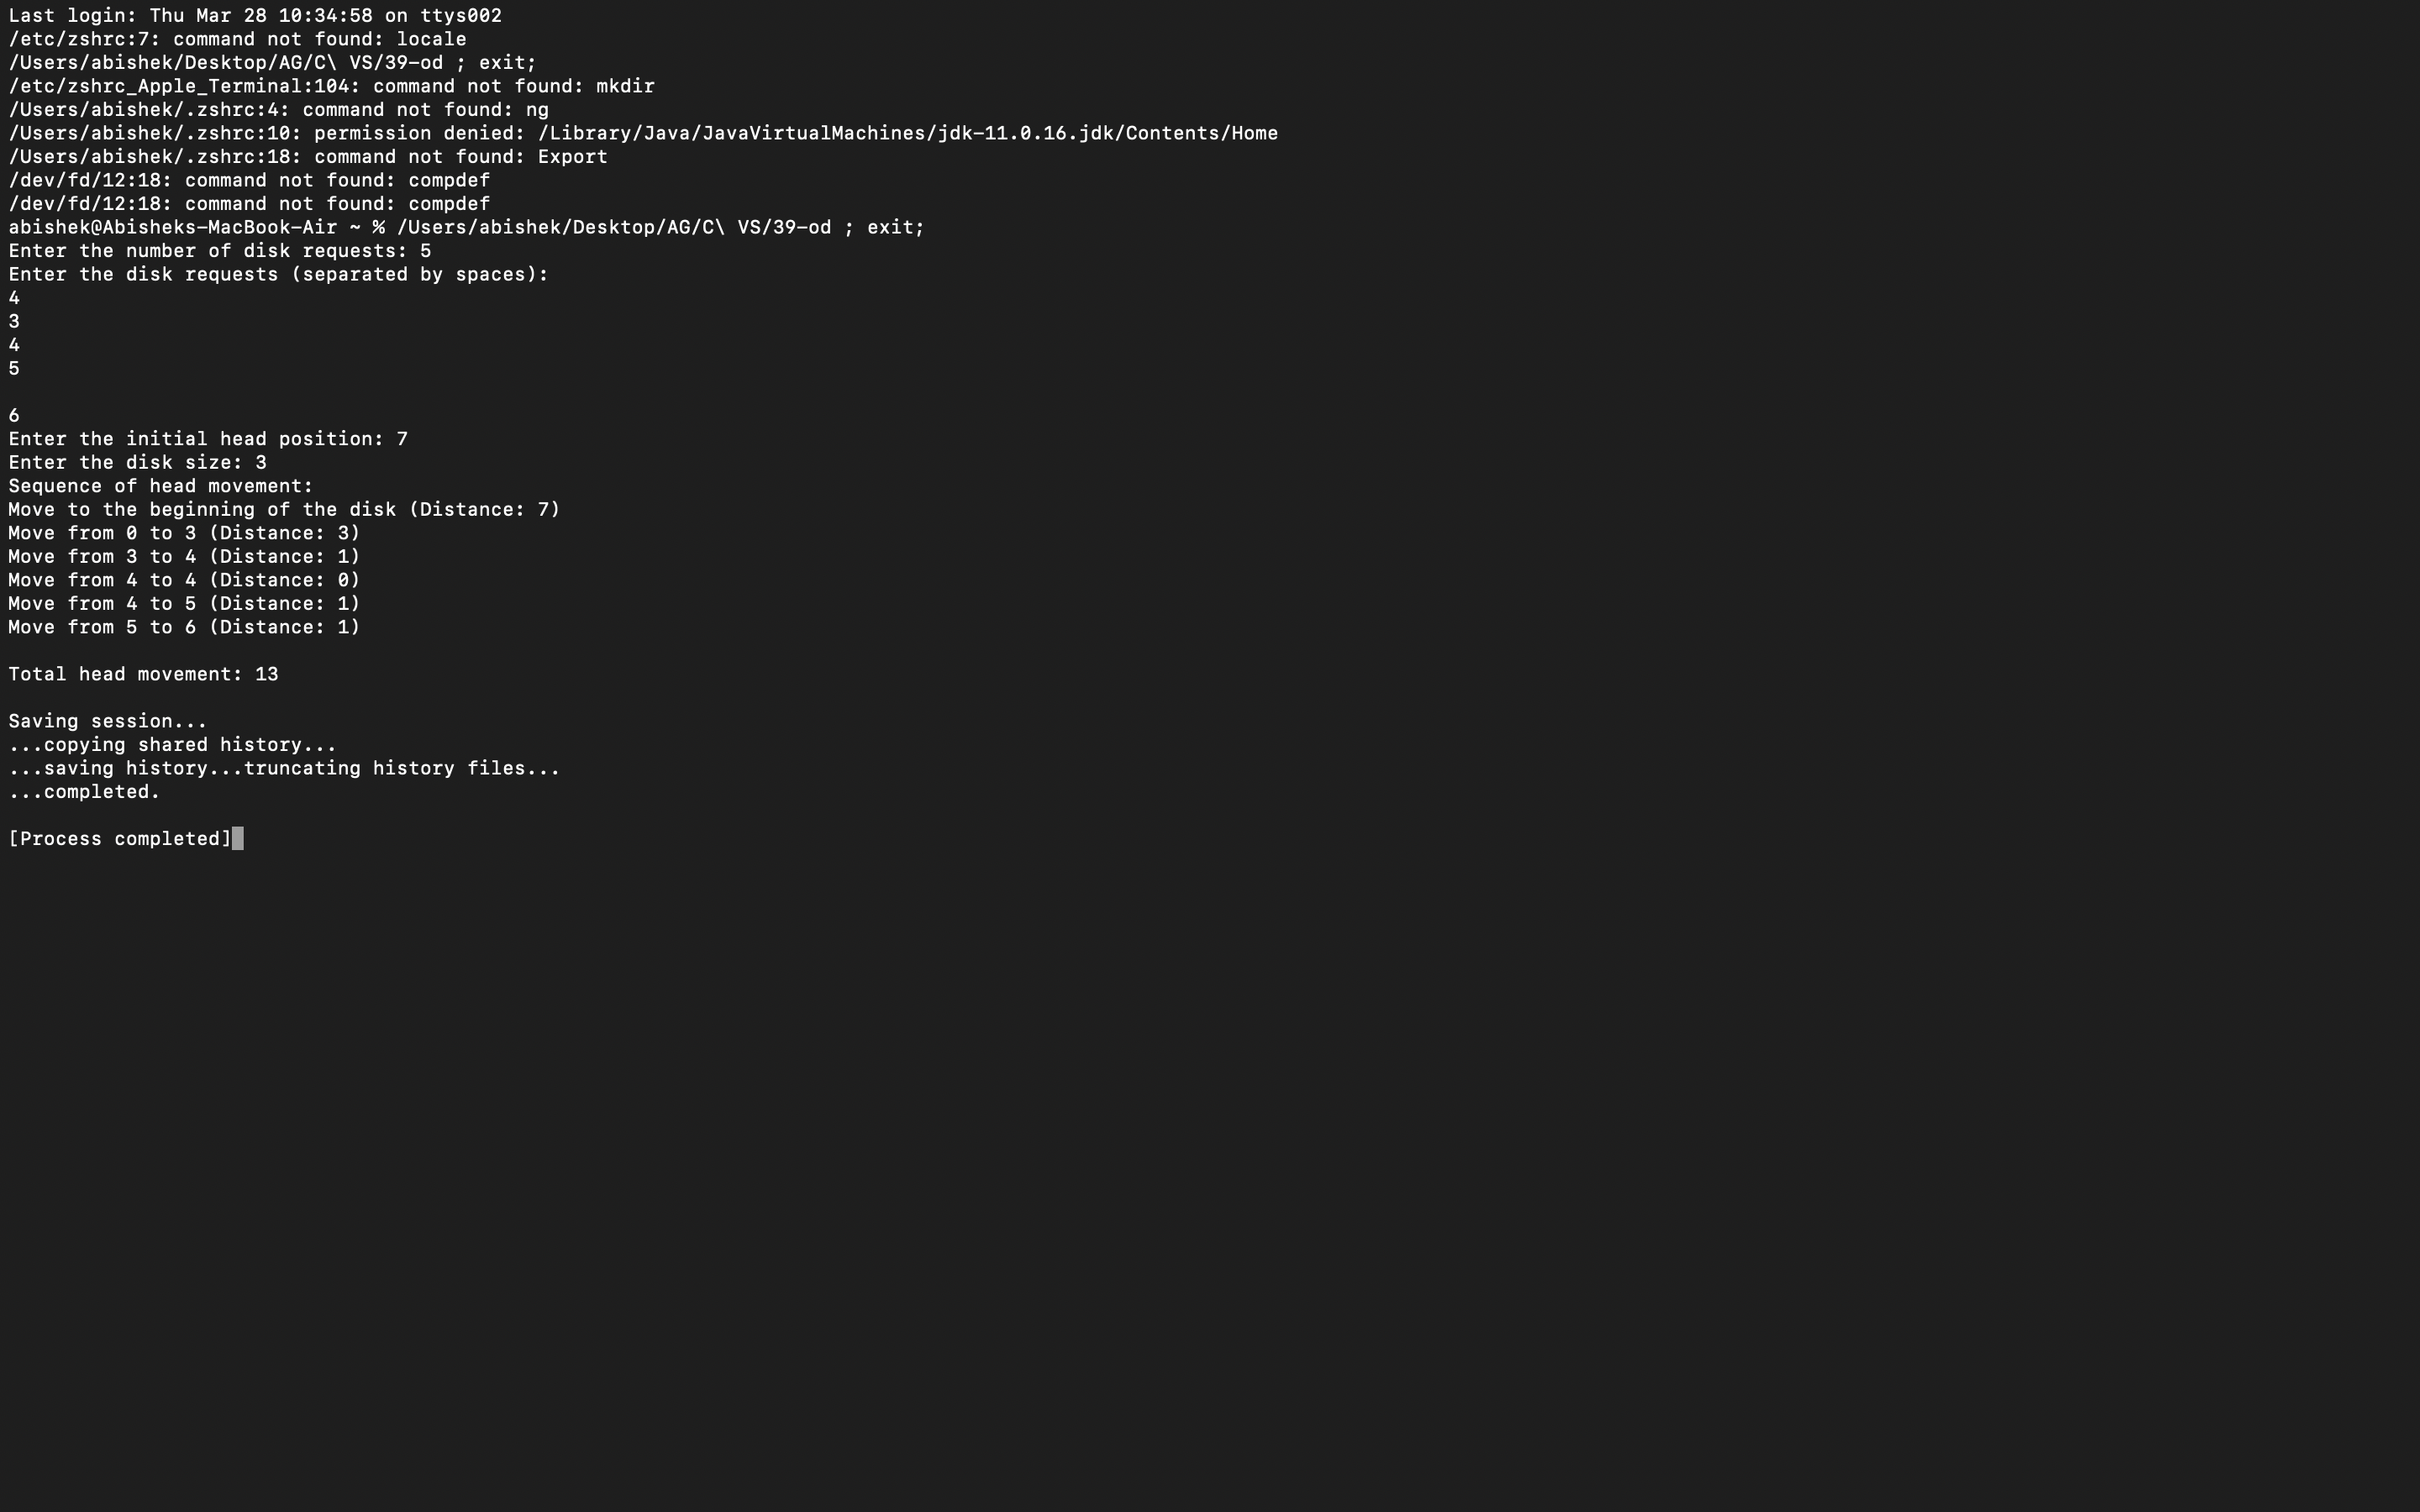 Last login: Thu Mar 28 10:34:58 on ttys002
/etc/zshrc:7: command not found: locale
/Users/abishek/Desktop/AG/C\ VS/39-od ; exit;
/etc/zshrc_Apple_Terminal:104: command not found: mkdir
/Users/abishek/.zshrc:4: command not found: ng
/Users/abishek/.zshrc:10: permission denied: /Library/Java/JavaVirtualMachines/jdk-11.0.16.jdk/Contents/Home
/Users/abishek/.zshrc:18: command not found: Export
/dev/fd/12:18: command not found: compdef
/dev/fd/12:18: command not found: compdef
abishek@Abisheks-MacBook-Air ~ % /Users/abishek/Desktop/AG/C\ VS/39-od ; exit;
Enter the number of disk requests: 5
Enter the disk requests (separated by spaces):
4
3
4
5

6
Enter the initial head position: 7
Enter the disk size: 3
Sequence of head movement:
Move to the beginning of the disk (Distance: 7)
Move from 0 to 3 (Distance: 3)
Move from 3 to 4 (Distance: 1)
Move from 4 to 4 (Distance: 0)
Move from 4 to 5 (Distance: 1)
Move from 5 to 6 (Distance: 1)

Total head movement: 13

Saving session...
...copying shared history...
...saving history...truncating history files...
...completed.

[Process completed]